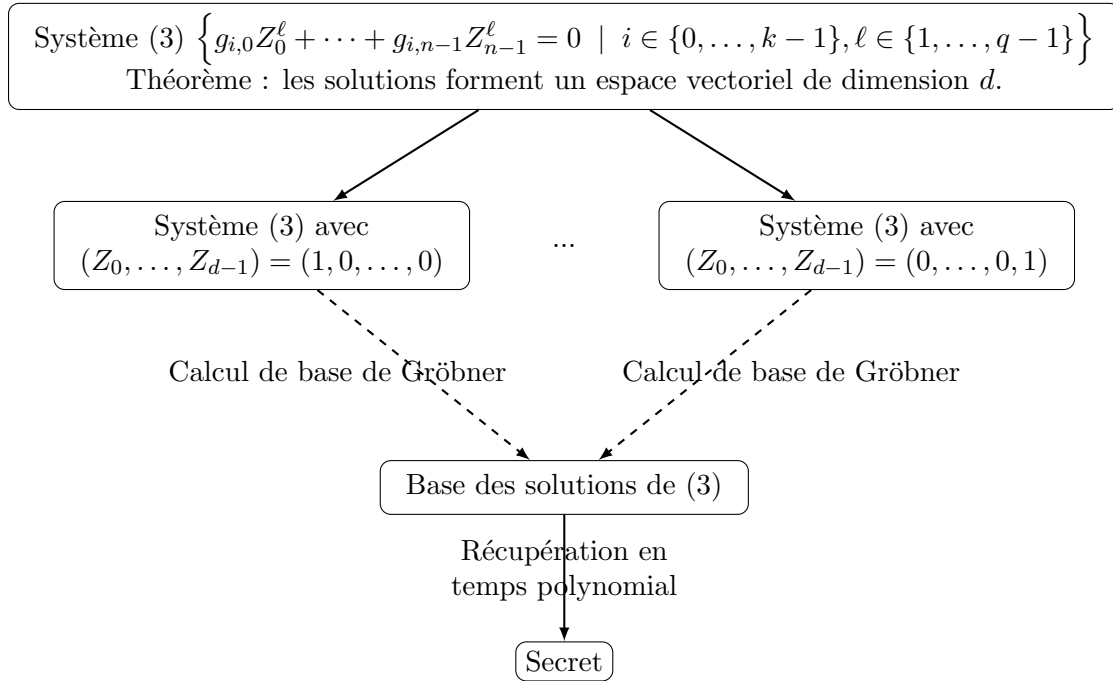 Système (3) { g_{i,0}Z_0^ℓ + ⋯ + g_{i,n−1}Z_{n−1}^ℓ = 0 | i ∈ {0, …, k − 1}, ℓ ∈ {1, …, q − 1} }
Théorème : les solutions forment un espace vectoriel de dimension d.
Système (3) avec
(Z_0, …, Z_{d−1}) = (1, 0, …, 0)
...
Système (3) avec
(Z_0, …, Z_{d−1}) = (0, …, 0, 1)
Calcul de base de Gröbner
Calcul de base de Gröbner
Base des solutions de (3)
Récupération en
temps polynomial
Secret